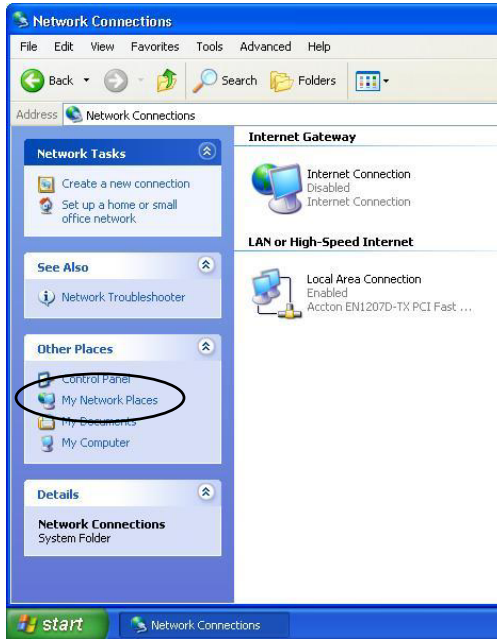 Network Connections
File Edit View Favorites Tools Advanced Help
Back Search Folders
Address Network Connections
Network Tasks
Create a new connection
Set up a home or small
office network
See Also
Network Troubleshooter
Other Places
Control Panel
My Network Places
My Documents
My Computer
Details
Network Connections
System Folder
Internet Gateway
Internet Connection
Disabled
Internet Connection
LAN or High-Speed Internet
Local Area Connection
Enabled
Accton EN1207D-TX PCI Fast ...
start Network Connections